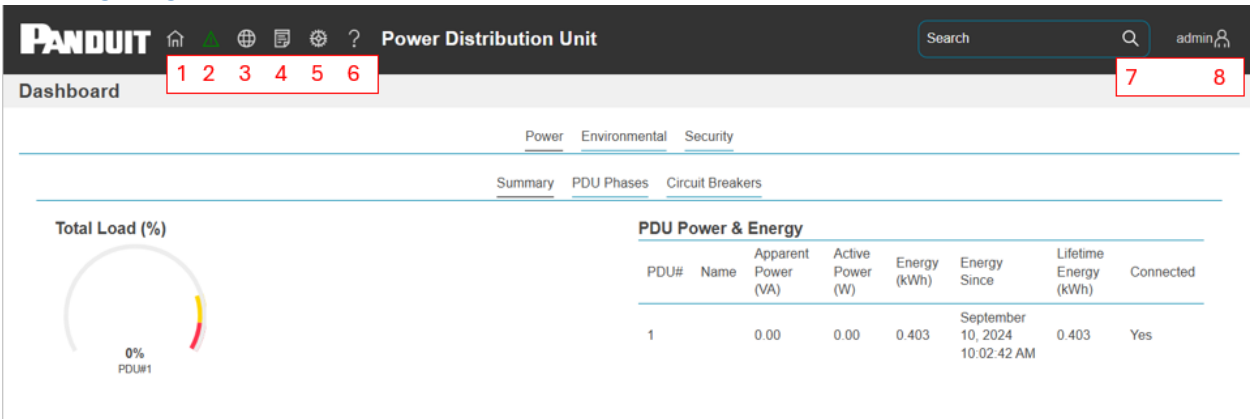 PANDUIT ? Power Distribution Unit Search admin
1 2 3 4 5 6 7 8
Dashboard
Power Environmental Security
Summary PDU Phases Circuit Breakers
Total Load (%)
0%
PDU#1
PDU Power & Energy
PDU# Name Apparent Power (VA) Active Power (W) Energy (kWh) Energy Since Lifetime Energy (kWh) Connected
1 0.00 0.00 0.403 September 10, 2024 10:02:42 AM 0.403 Yes